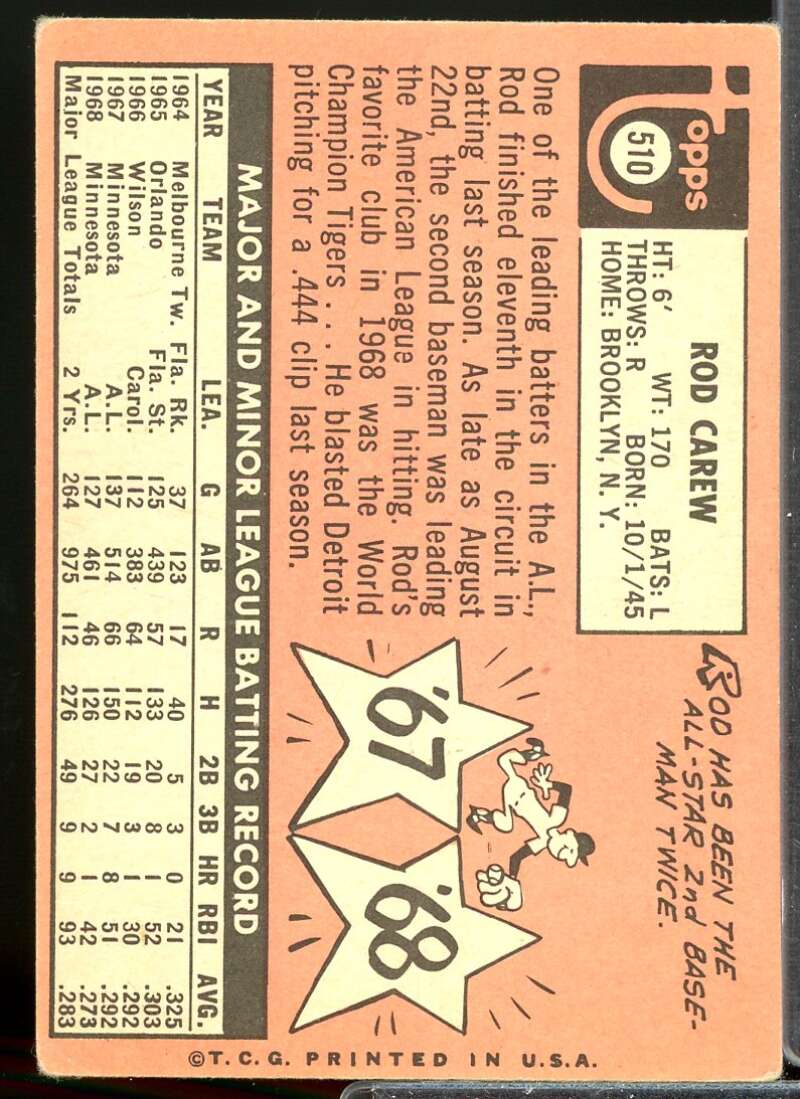 Topps
510
ROD CAREW
HT: 6' WT: 170 BATS: L
THROWS: R BORN: 10/1/45
HOME: BROOKLYN, N. Y.
ROD HAS BEEN THE
ALL-STAR 2nd BASE-
MAN TWICE.
One of the leading batters in the A.L.,
Rod finished eleventh in the circuit in
batting last season. As late as August
22nd, the second baseman was leading
the American League in hitting. Rod's
favorite club in 1968 was the World
Champion Tigers . . . He blasted Detroit
pitching for a .444 clip last season.
'67
'68
MAJOR AND MINOR LEAGUE BATTING RECORD
YEAR TEAM LEA. G AB R H 2B 3B HR RBI AVG.
1964 Melbourne Tw. Fla. Rk. 37 123 17 40 5 3 0 21 .325
1965 Orlando Fla. St. 125 439 57 133 20 8 1 52 .303
1966 Wilson Carol. 112 383 64 112 19 3 1 30 .292
1967 Minnesota A.L. 137 514 66 150 22 7 8 51 .292
1968 Minnesota A.L. 127 461 46 126 27 2 1 42 .273
Major League Totals 2 Yrs. 264 975 112 276 49 9 9 93 .283
©T.C.G. PRINTED IN U.S.A.